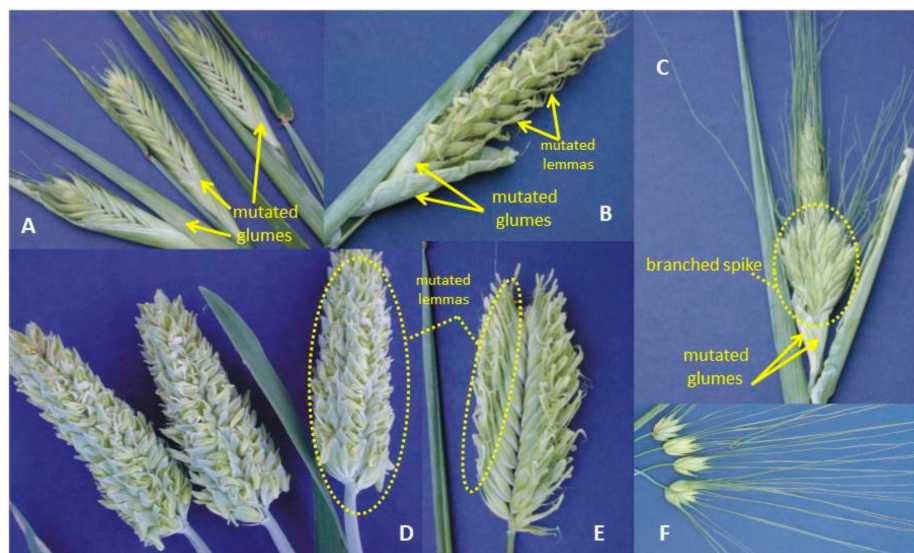 mutated
glumes
A
mutated
lemmas
mutated
glumes
B
C
branched spike
mutated
glumes
mutated
lemmas
D
E
F